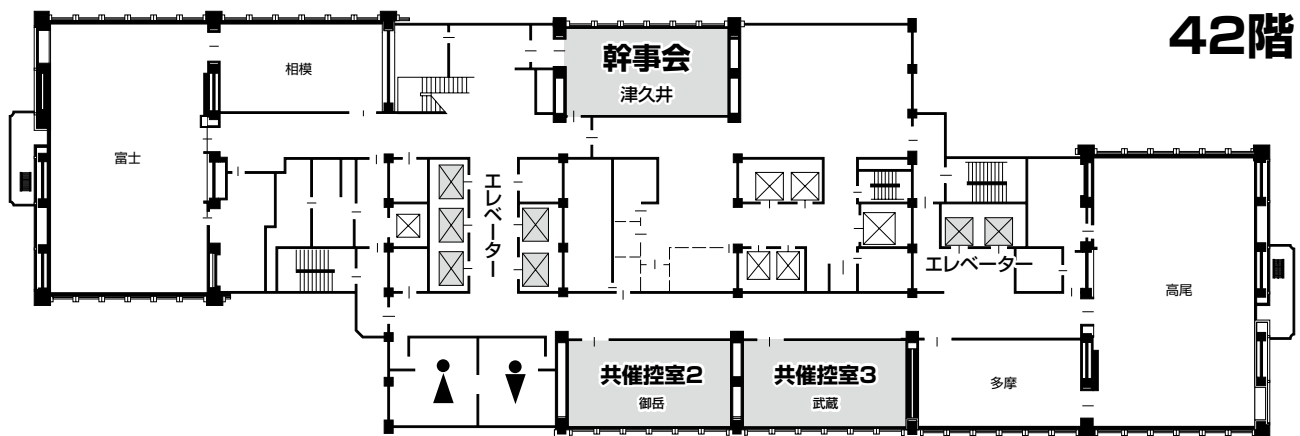 42階
幹事会
津久井
相模
富士
エレベーター
エレベーター
高尾
共催控室2
御岳
共催控室3
武蔵
多摩